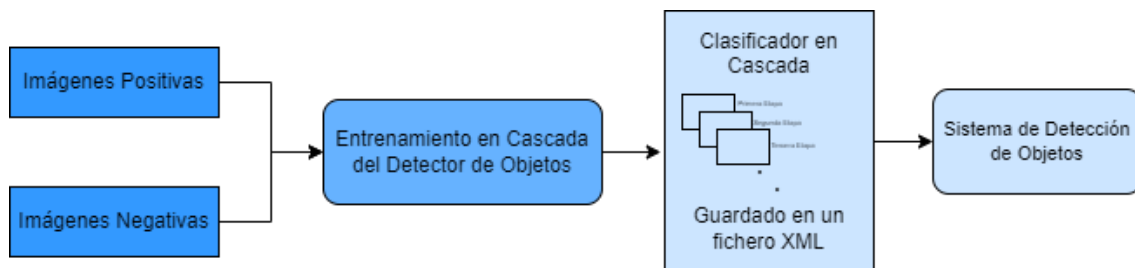 Imágenes Positivas
Imágenes Negativas
Entrenamiento en Cascada
del Detector de Objetos
Clasificador en
Cascada
Primera Etapa
Segunda Etapa
Tercera Etapa
Guardado en un
fichero XML
Sistema de Detección
de Objetos